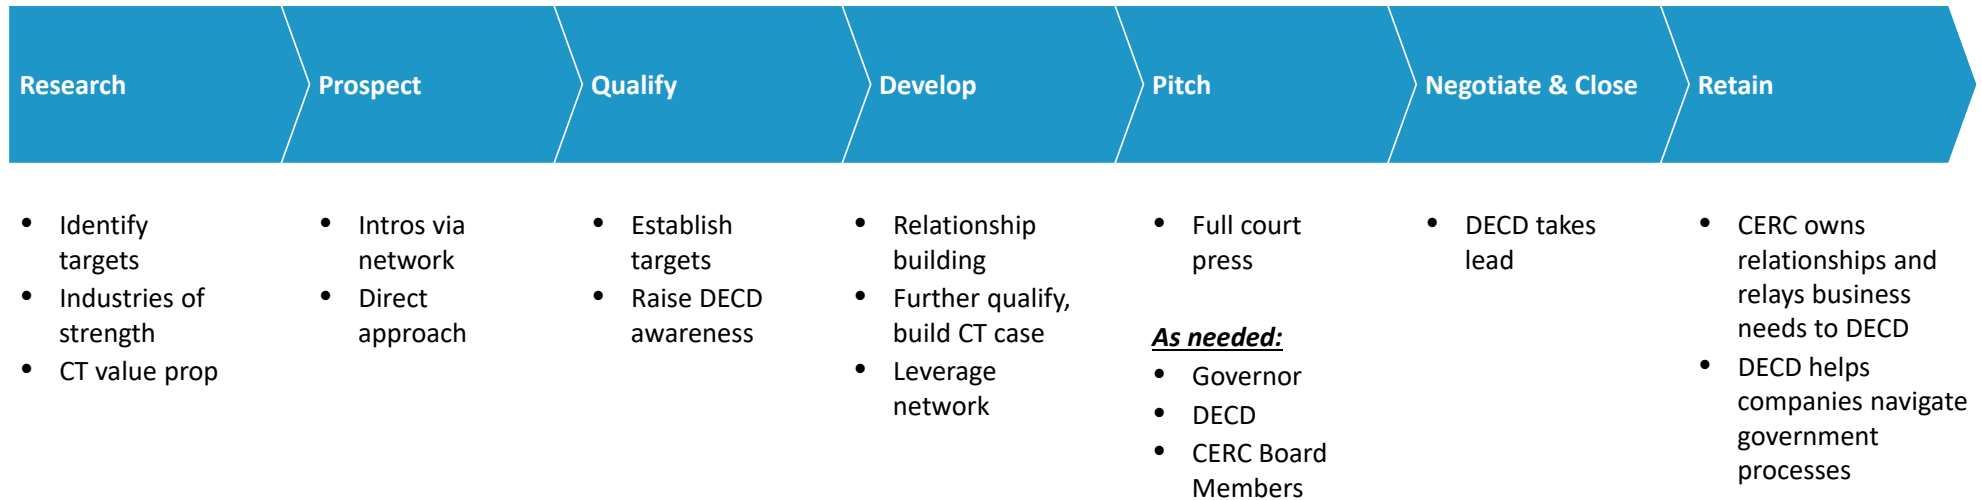 Research
Prospect
Qualify
Develop
Pitch
Negotiate & Close
Retain
• Identify
targets
• Industries of
strength
• CT value prop
• Intros via
network
• Direct
approach
• Establish
targets
• Raise DECD
awareness
• Relationship
building
• Further qualify,
build CT case
• Leverage
network
• Full court
press
As needed:
• Governor
• DECD
• CERC Board
Members
• DECD takes
lead
• CERC owns
relationships and
relays business
needs to DECD
• DECD helps
companies navigate
government
processes